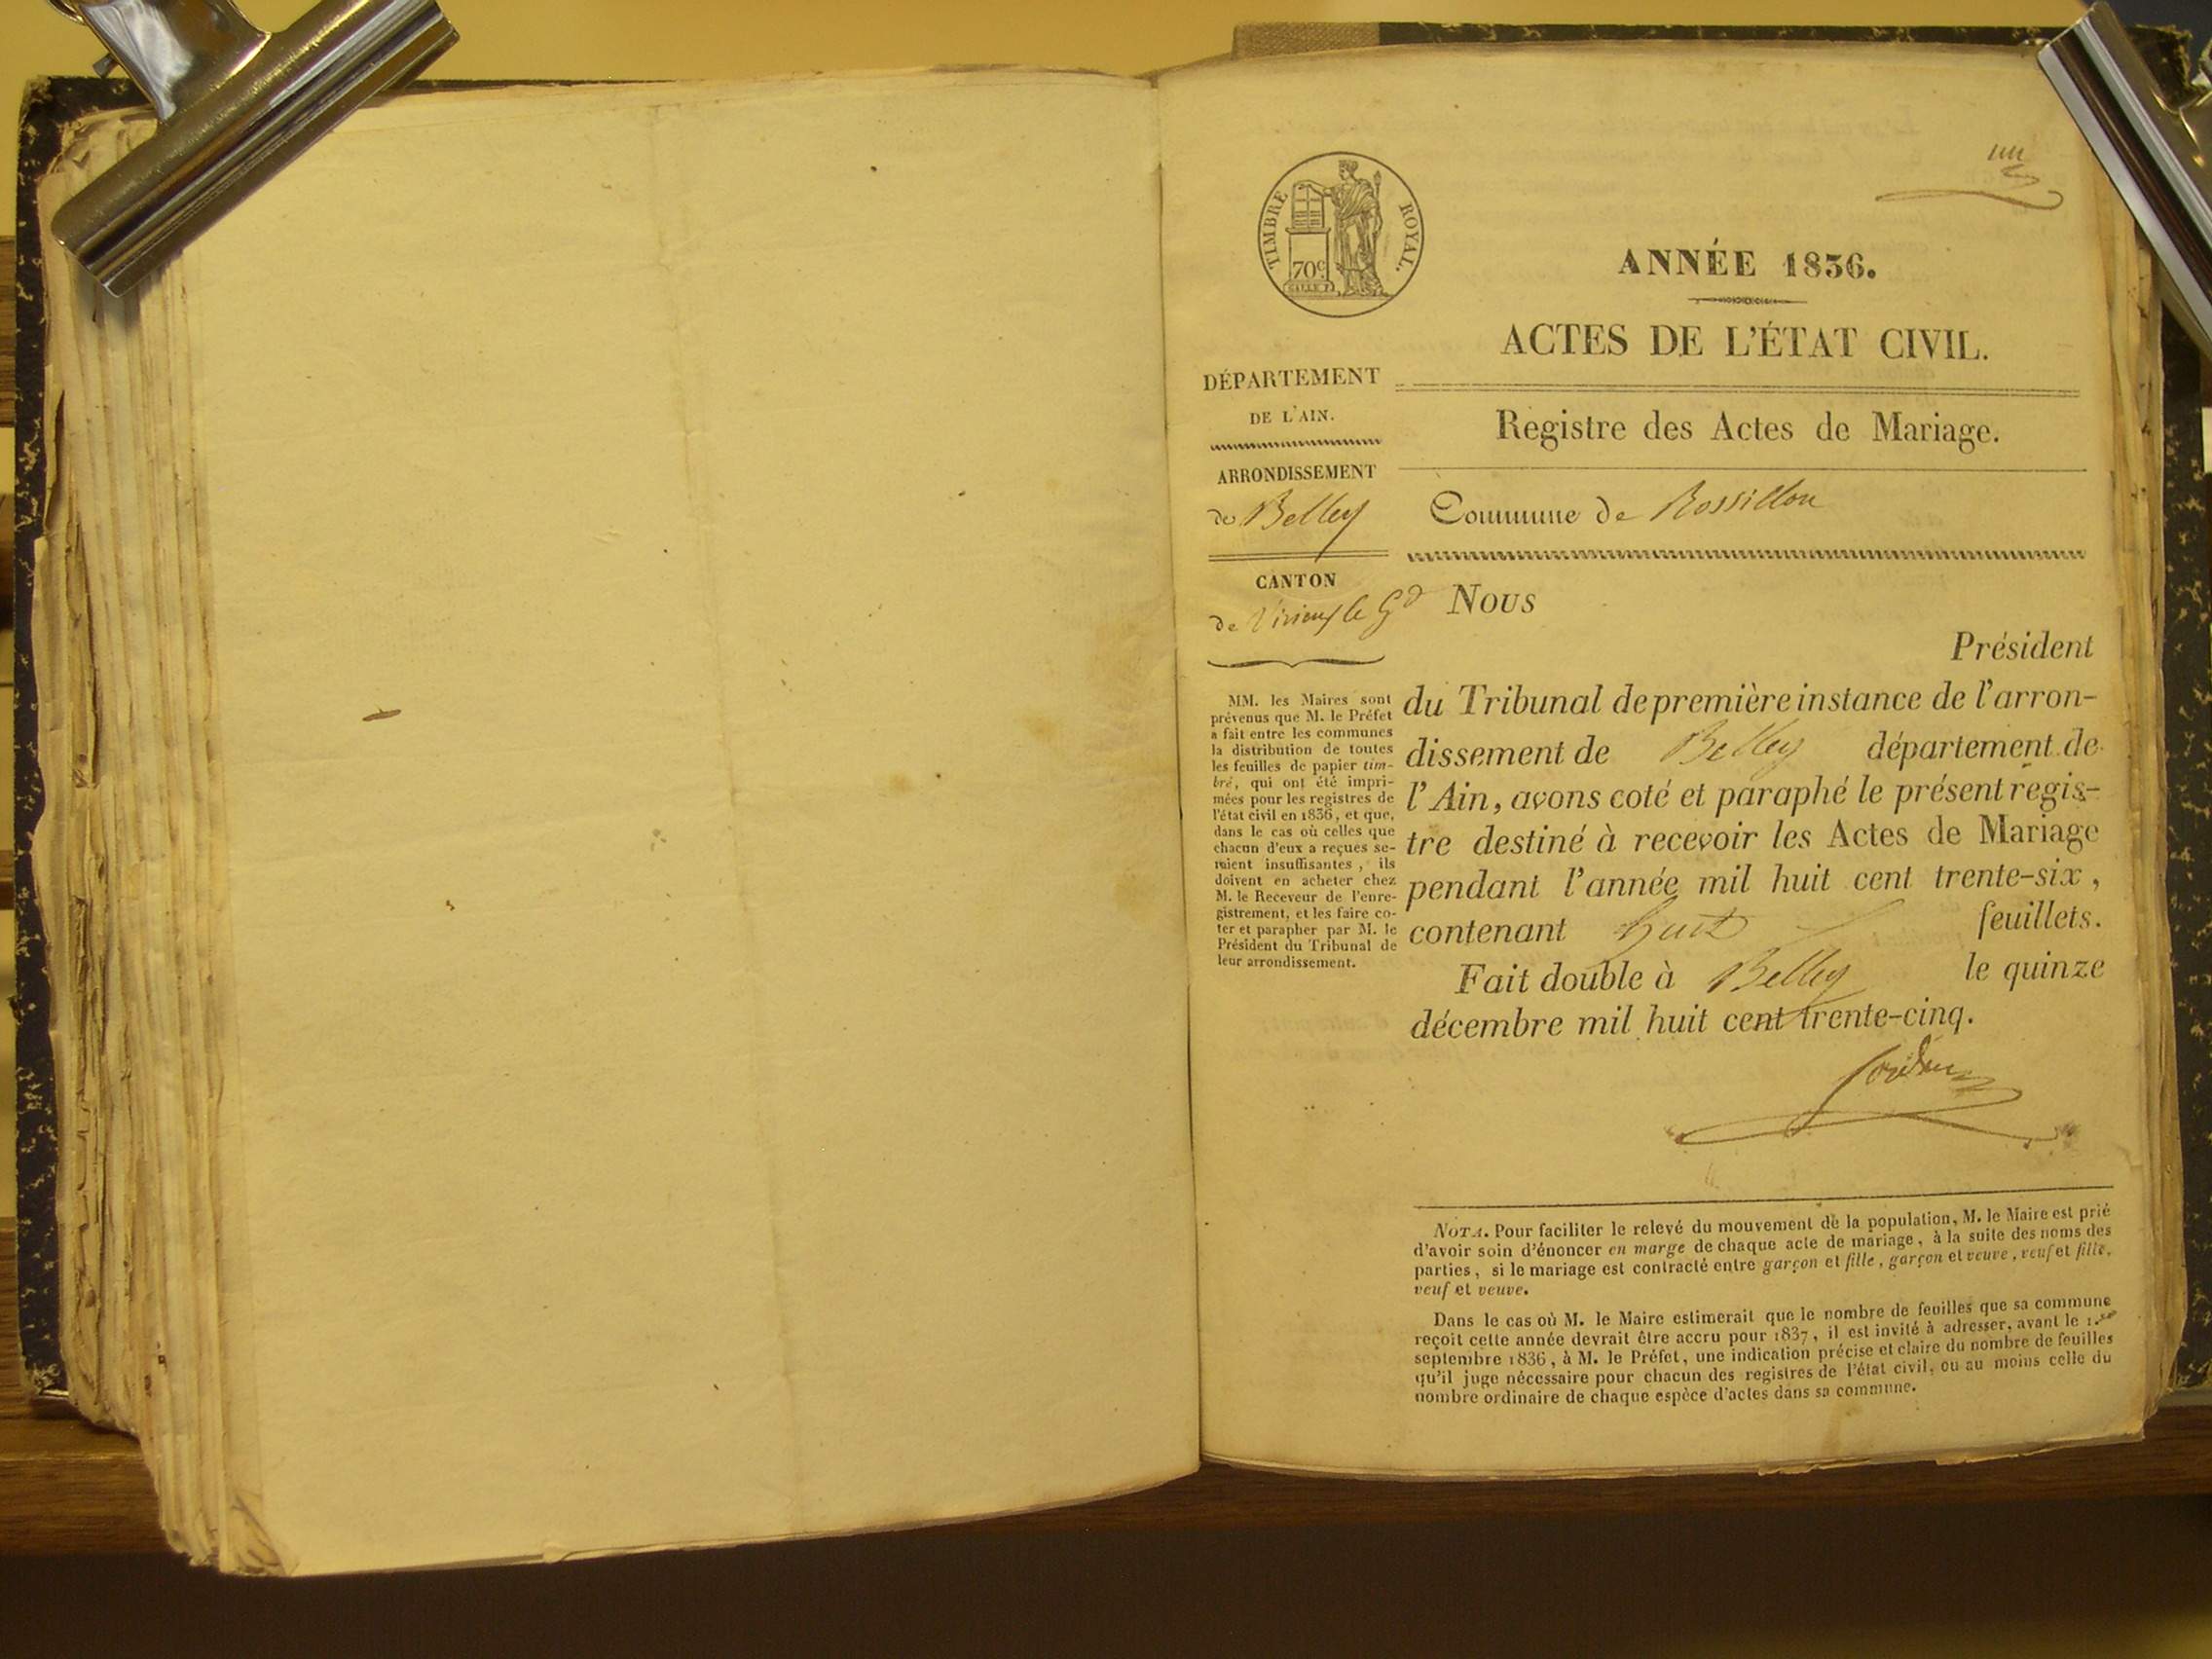 TIMBRE ROYAL.
70c
ANNÉE 1836.
ACTES DE L'ÉTAT CIVIL.
DÉPARTEMENT
DE L'AIN.
Registre des Actes de Mariage.
ARRONDISSEMENT
de Belley
Commune de Rossillon
CANTON
de Virieu le Gd
Nous
Président
du Tribunal de première instance de l'arron-
dissement de Belley département de
l'Ain, avons coté et paraphé le présent regis-
tre destiné à recevoir les Actes de Mariage
pendant l'année mil huit cent trente-six,
contenant huit feuillets.
Fait double à Belley le quinze
décembre mil huit cent trente-cinq.
MM. les Maires sont
prévenus que M. le Préfet
a fait entre les communes
la distribution de toutes
les feuilles de papier tim-
bré, qui ont été impri-
mées pour les registres de
l'état civil en 1836, et que,
dans le cas où celles que
chacun d'eux a reçues se-
raient insuffisantes, ils
doivent en acheter chez
M. le Receveur de l'enre-
gistrement, et les faire co-
ter et parapher par M. le
Président du Tribunal de
leur arrondissement.
NOTA. Pour faciliter le relevé du mouvement de la population, M. le Maire est prié
d'avoir soin d'énoncer en marge de chaque acte de mariage, à la suite des noms des
parties, si le mariage est contracté entre garçon et fille, garçon et veuve, veuf et fille,
veuf et veuve.
Dans le cas où M. le Maire estimerait que le nombre de feuilles que sa commune
reçoit cette année devrait être accru pour 1837, il est invité à adresser, avant le 1.er
septembre 1836, à M. le Préfet, une indication précise et claire du nombre de feuilles
qu'il juge nécessaire pour chacun des registres de l'état civil, ou au moins celle du
nombre ordinaire de chaque espèce d'actes dans sa commune.